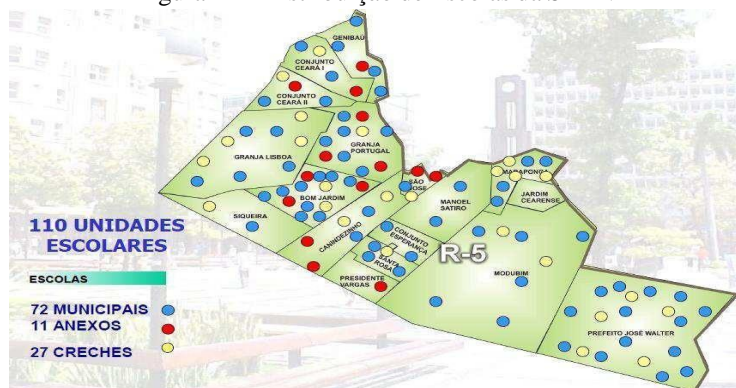 GENIBAÚ
CONJUNTO
CEARÁ I
CONJUNTO
CEARÁ II
GRANJA
PORTUGAL
GRANJA LISBOA
SÃO
JOSÉ
MARAPONGA
BOM JARDIM
MANOEL
SATIRO
JARDIM
CEARENSE
SIQUEIRA
CANINDEZINHO
CONJUNTO
ESPERANÇA
SANTA
ROSA
R-5
PRESIDENTE
VARGAS
MODUBIM
PREFEITO JOSÉ WALTER
110 UNIDADES
ESCOLARES
ESCOLAS
72 MUNICIPAIS
11 ANEXOS
27 CRECHES